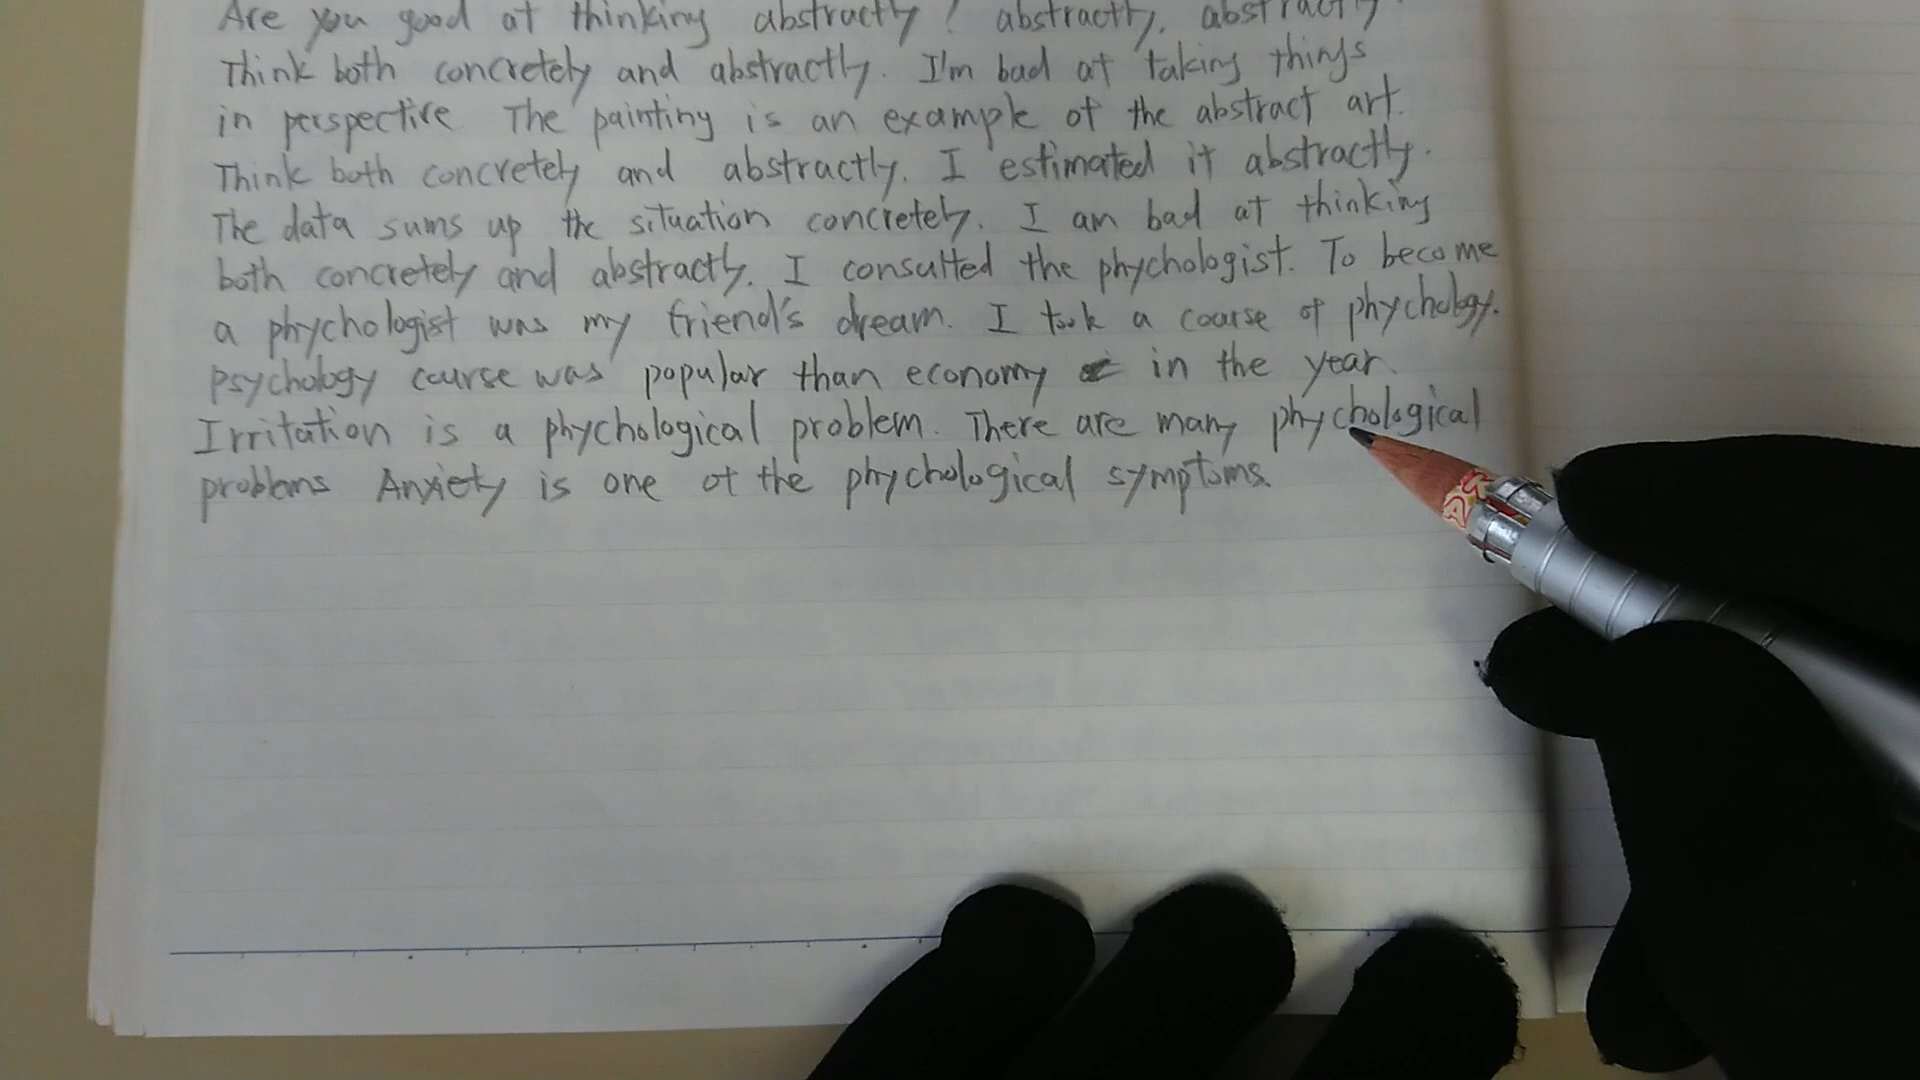 Are you good at thinking abstractly? abstractly, abstractly
Think both concretely and abstractly. I'm bad at taking things
in perspective The painting is an example of the abstract art.
Think both concretely and abstractly. I estimated it abstractly.
The data sums up the situation concretely. I am bad at thinking
both concretely and abstractly. I consulted the phychologist. To become
a phychologist was my friend's dream. I took a course of phychology.
Psychology course was popular than economy in the year.
Irritation is a phychological problem. There are many phychological
problems Anxiety is one of the phychological symptoms.